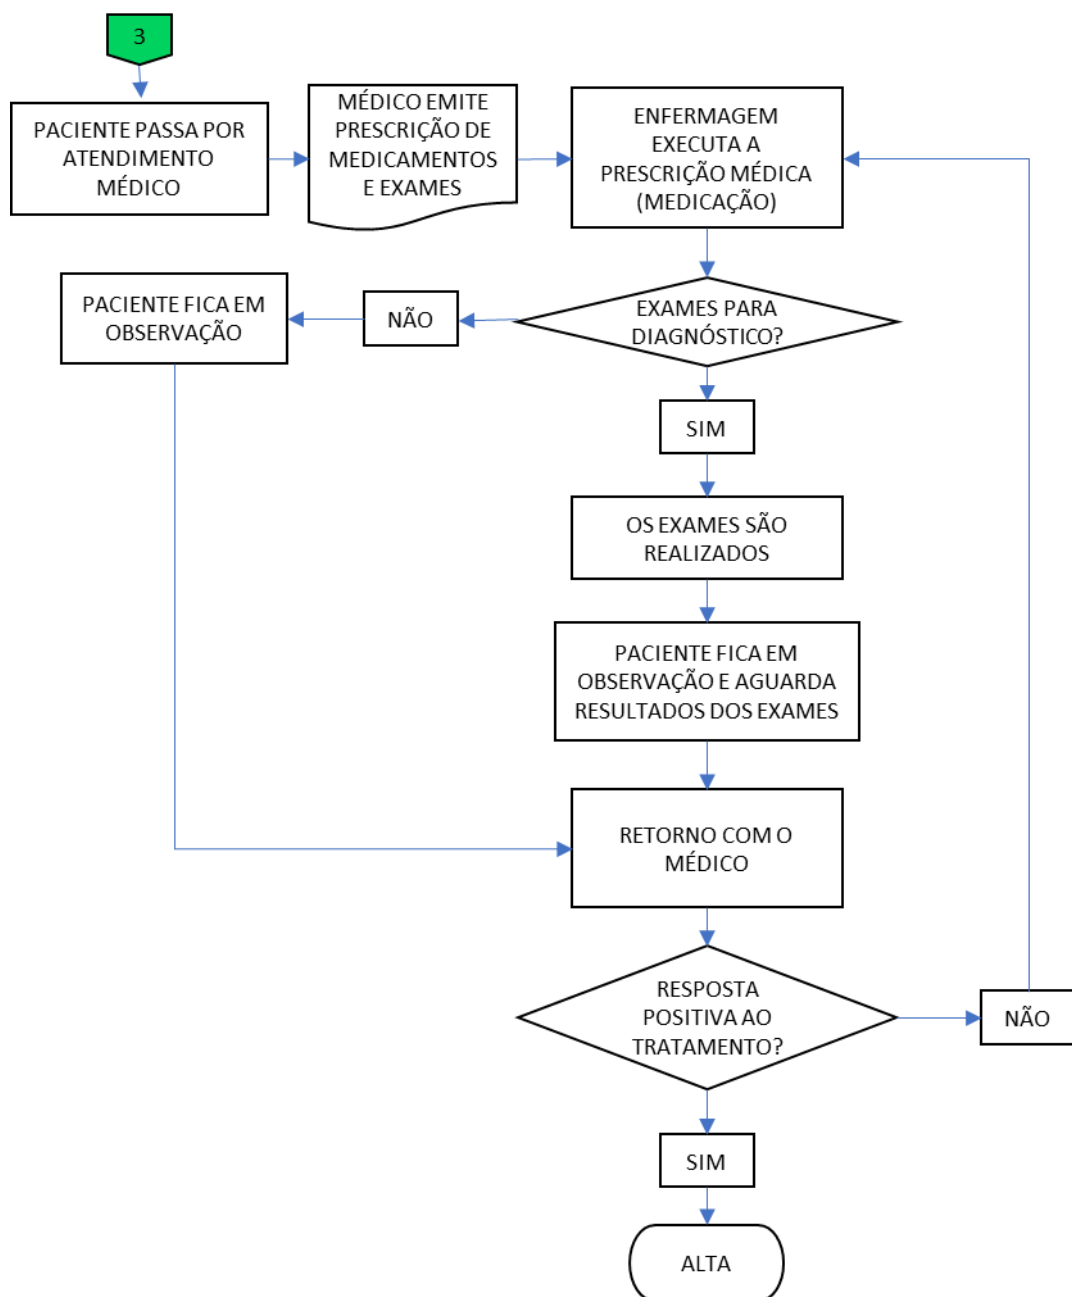 3
PACIENTE PASSA POR
ATENDIMENTO
MÉDICO
MÉDICO EMITE
PRESCRIÇÃO DE
MEDICAMENTOS
E EXAMES
ENFERMAGEM
EXECUTA A
PRESCRIÇÃO MÉDICA
(MEDICAÇÃO)
EXAMES PARA
DIAGNÓSTICO?
NÃO
PACIENTE FICA EM
OBSERVAÇÃO
SIM
OS EXAMES SÃO
REALIZADOS
PACIENTE FICA EM
OBSERVAÇÃO E AGUARDA
RESULTADOS DOS EXAMES
RETORNO COM O
MÉDICO
RESPOSTA
POSITIVA AO
TRATAMENTO?
NÃO
SIM
ALTA